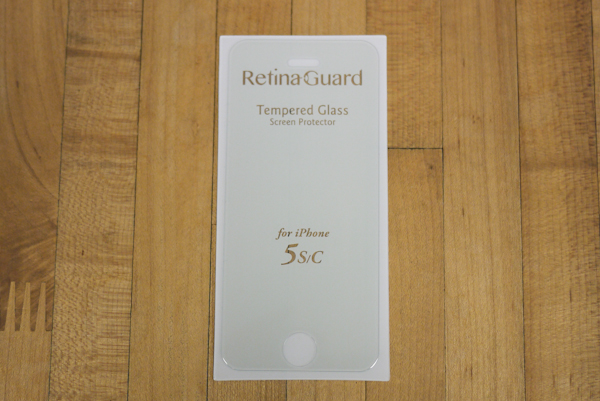 RetinaGuard
Tempered Glass
Screen Protector
for iPhone
5S/C